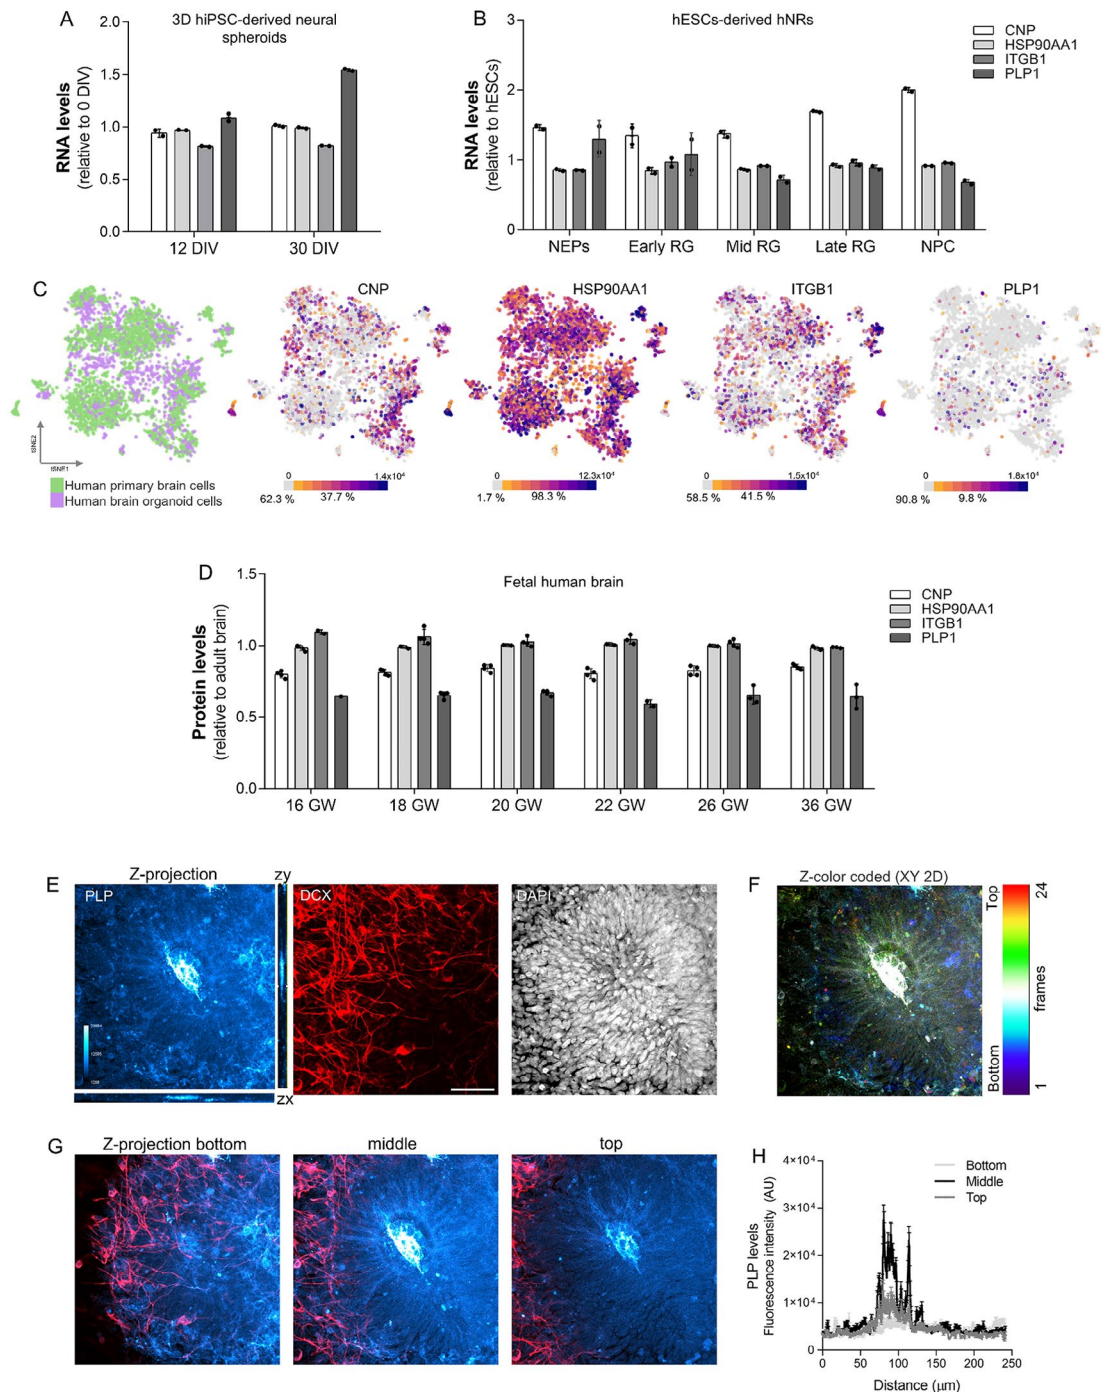 A
3D hiPSC-derived neural
spheroids
RNA levels
(relative to 0 DIV)
2.0
1.5
1.0
0.5
0.0
12 DIV
30 DIV
B
hESCs-derived hNRs
CNP
HSP90AA1
ITGB1
PLP1
RNA levels
(relative to hESCs)
3
2
1
0
NEPs
Early RG
Mid RG
Late RG
NPC
C
CNP
HSP90AA1
ITGB1
PLP1
tSNE2
tSNE1
Human primary brain cells
Human brain organoid cells
0 1.4x10⁴
62.3 % 37.7 %
0 12.3x10⁴
1.7 % 98.3 %
0 1.5x10⁴
58.5 % 41.5 %
0 1.8x10⁴
90.8 % 9.8 %
D
Fetal human brain
CNP
HSP90AA1
ITGB1
PLP1
Protein levels
(relative to adult brain)
1.5
1.0
0.5
0.0
16 GW
18 GW
20 GW
22 GW
26 GW
36 GW
E
Z-projection
zy
PLP
DCX
DAPI
zx
F
Z-color coded (XY 2D)
Top
Bottom
24
frames
1
G
Z-projection bottom
middle
top
H
Bottom
Middle
Top
PLP levels
Fluorescence intensity (AU)
4×10⁴
3×10⁴
2×10⁴
1×10⁴
0
0 50 100 150 200 250
Distance (µm)